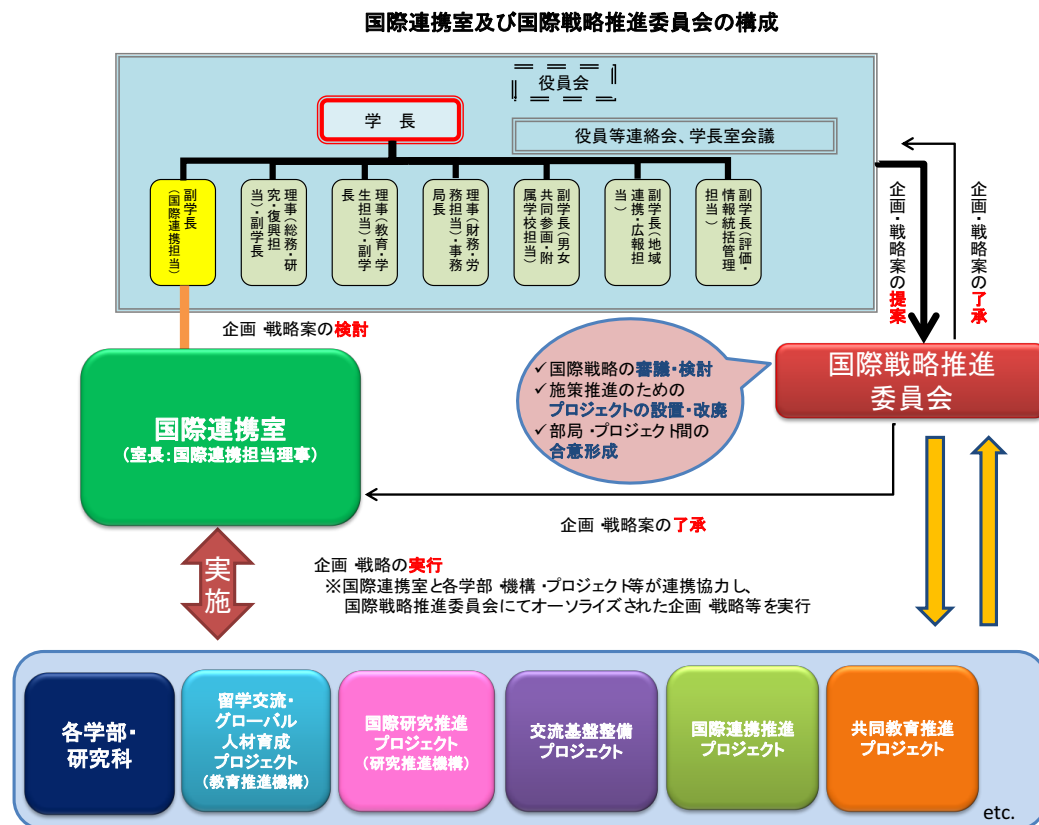 国際連携室及び国際戦略推進委員会の構成
役員会
学 長
役員等連絡会、学長室会議
副学長
(国際連携担当)
理事(総務・研
究・復興担
当)・副学長
理事(教育・学
生担当)・副学
長
理事(財務・労
務担当)・事務
局長
副学長(男女
共同参画・附
属学校担当)
副学長(地域
連携・広報担
当)
副学長(評価・
情報統括管理
担当)
企画・戦略案の提案
企画・戦略案の了承
企画・戦略案の検討
国際戦略推進
委員会
✓国際戦略の審議・検討
✓施策推進のための
プロジェクトの設置・改廃
✓部局・プロジェクト間の
合意形成
国際連携室
(室長:国際連携担当理事)
企画・戦略案の了承
実施
企画・戦略の実行
※国際連携室と各学部・機構・プロジェクト等が連携協力し、
国際戦略推進委員会にてオーソライズされた企画・戦略等を実行
各学部・
研究科
留学交流・
グローバル
人材育成
プロジェクト
(教育推進機構)
国際研究推進
プロジェクト
(研究推進機構)
交流基盤整備
プロジェクト
国際連携推進
プロジェクト
共同教育推進
プロジェクト
etc.